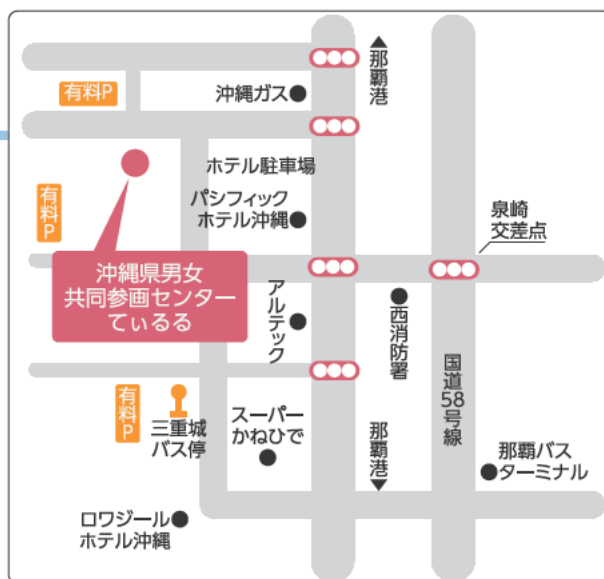 ▲那覇港
有料P
沖縄ガス
ホテル駐車場
有料P
パシフィック
ホテル沖縄
泉崎
交差点
沖縄県男女
共同参画センター
てぃるる
アルテック
西消防署
国道58号線
有料P
三重城
バス停
スーパー
かねひで
那覇港▼
那覇バス
ターミナル
ロワジール
ホテル沖縄